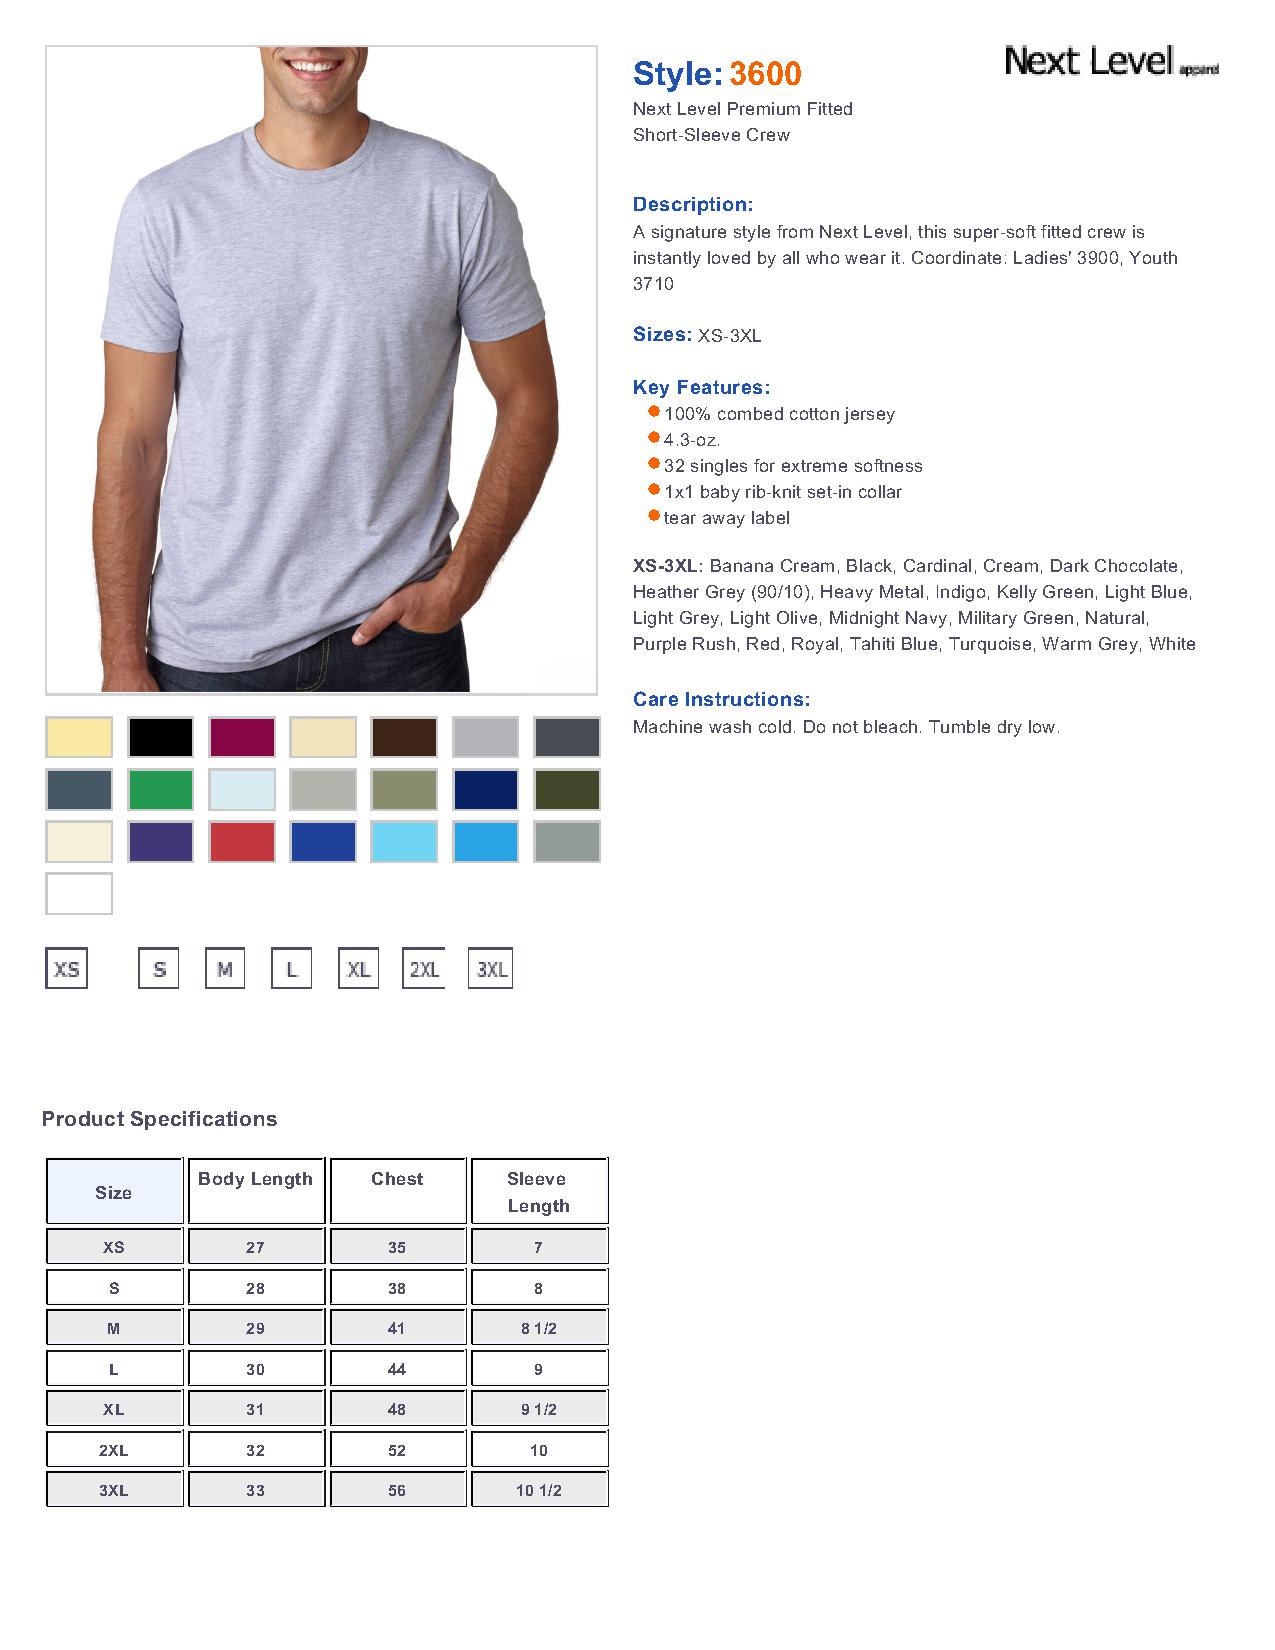 Next Level apparel
Style: 3600
Next Level Premium Fitted
Short-Sleeve Crew
Description:
A signature style from Next Level, this super-soft fitted crew is
instantly loved by all who wear it. Coordinate: Ladies' 3900, Youth
3710
Sizes: XS-3XL
Key Features:
100% combed cotton jersey
4.3-oz.
32 singles for extreme softness
1x1 baby rib-knit set-in collar
tear away label
XS-3XL: Banana Cream, Black, Cardinal, Cream, Dark Chocolate,
Heather Grey (90/10), Heavy Metal, Indigo, Kelly Green, Light Blue,
Light Grey, Light Olive, Midnight Navy, Military Green, Natural,
Purple Rush, Red, Royal, Tahiti Blue, Turquoise, Warm Grey, White
Care Instructions:
Machine wash cold. Do not bleach. Tumble dry low.
XS S M L XL 2XL 3XL
Product Specifications
Size Body Length Chest Sleeve
Length
XS 27 35 7
S 28 38 8
M 29 41 8 1/2
L 30 44 9
XL 31 48 9 1/2
2XL 32 52 10
3XL 33 56 10 1/2